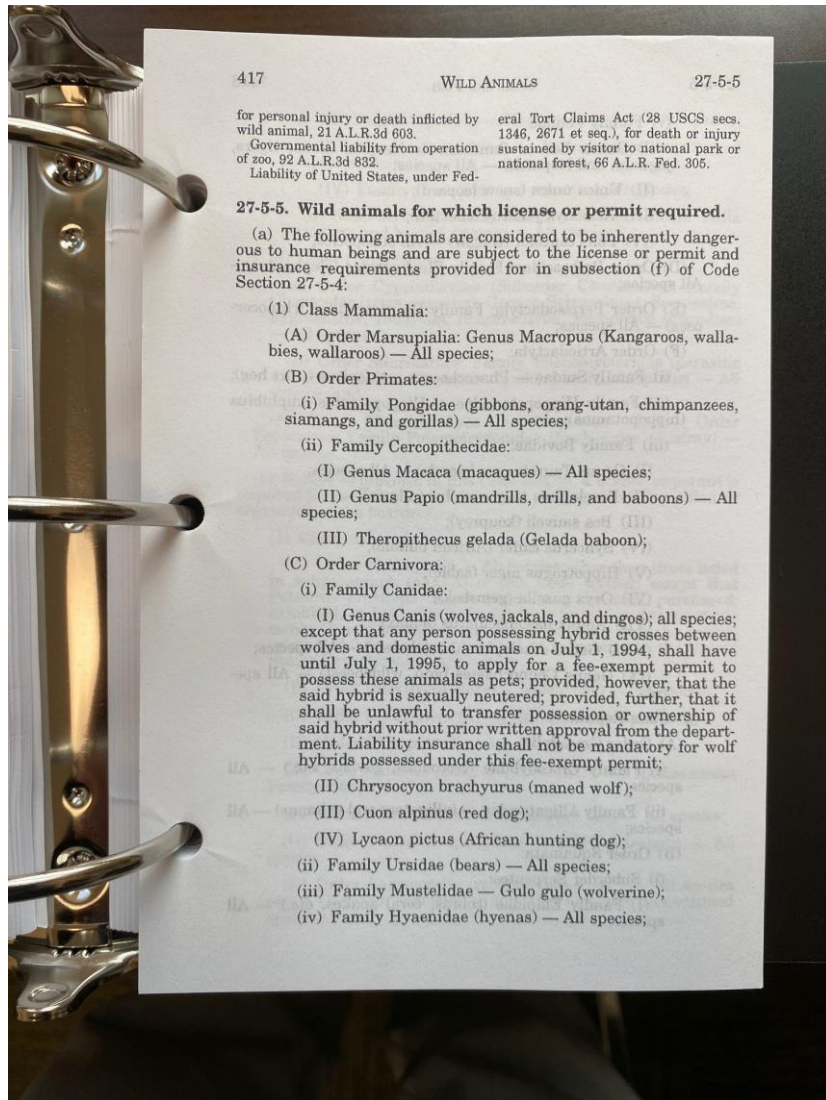 417 WILD ANIMALS 27-5-5
for personal injury or death inflicted by
wild animal, 21 A.L.R.3d 603.
Governmental liability from operation
of zoo, 92 A.L.R.3d 832.
Liability of United States, under Fed-
eral Tort Claims Act (28 USCS secs.
1346, 2671 et seq.), for death or injury
sustained by visitor to national park or
national forest, 66 A.L.R. Fed. 305.
27-5-5. Wild animals for which license or permit required.
(a) The following animals are considered to be inherently danger-
ous to human beings and are subject to the license or permit and
insurance requirements provided for in subsection (f) of Code
Section 27-5-4:
(1) Class Mammalia:
(A) Order Marsupialia: Genus Macropus (Kangaroos, walla-
bies, wallaroos) — All species;
(B) Order Primates:
(i) Family Pongidae (gibbons, orang-utan, chimpanzees,
siamangs, and gorillas) — All species;
(ii) Family Cercopithecidae:
(I) Genus Macaca (macaques) — All species;
(II) Genus Papio (mandrills, drills, and baboons) — All
species;
(III) Theropithecus gelada (Gelada baboon);
(C) Order Carnivora:
(i) Family Canidae:
(I) Genus Canis (wolves, jackals, and dingos); all species;
except that any person possessing hybrid crosses between
wolves and domestic animals on July 1, 1994, shall have
until July 1, 1995, to apply for a fee-exempt permit to
possess these animals as pets; provided, however, that the
said hybrid is sexually neutered; provided, further, that it
shall be unlawful to transfer possession or ownership of
said hybrid without prior written approval from the depart-
ment. Liability insurance shall not be mandatory for wolf
hybrids possessed under this fee-exempt permit;
(II) Chrysocyon brachyurus (maned wolf);
(III) Cuon alpinus (red dog);
(IV) Lycaon pictus (African hunting dog);
(ii) Family Ursidae (bears) — All species;
(iii) Family Mustelidae — Gulo gulo (wolverine);
(iv) Family Hyaenidae (hyenas) — All species;